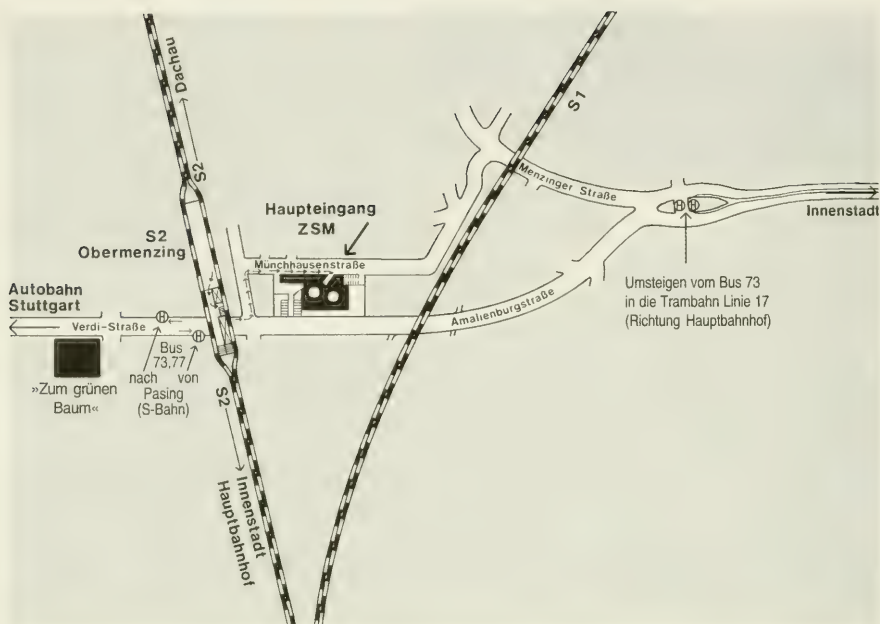 Dachau
S2
S1
Menzinger Straße
Innenstadt
Haupteingang
ZSM
S2
Obermenzing
Münchhausenstraße
Autobahn
Stuttgart
Verdi-Straße
H
H
H
H
Umsteigen vom Bus 73
in die Trambahn Linie 17
(Richtung Hauptbahnhof)
Amalienburgstraße
Bus
73,77
nach von
Pasing
(S-Bahn)
»Zum grünen
Baum«
S2
Innenstadt
Hauptbahnhof